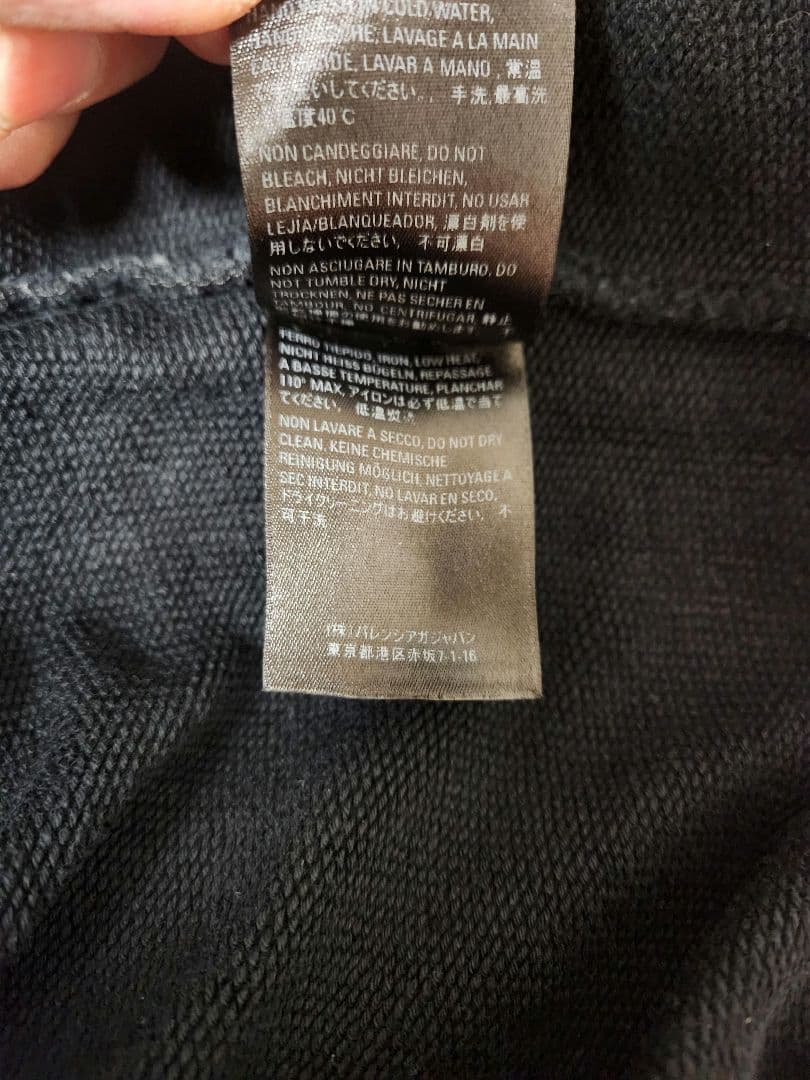 IN COLD WATER,
LAVAGE A LA MAIN
LAVAR A MANO , 常温
してください。, 手洗,最高洗
温度40℃
NON CANDEGGIARE, DO NOT
BLEACH, NICHT BLEICHEN,
BLANCHIMENT INTERDIT, NO USAR
LEJIA/BLANQUEADOR, 漂白剤を使
用しないでください, 不可漂白
NON ASCIUGARE IN TAMBURO, DO
NOT TUMBLE DRY, NICHT
TROCKNEN, NE PAS SECHER EN
TAMBOUR, NO CENTRIFUGAR, 静止
FERRO TIEPIDO, IRON, LOW HEAT,
NICHT HEISS BÜGELN, REPASSAGE
A BASSE TEMPERATURE, PLANCHAR
110° MAX, アイロンは必ず低温で当て
てください, 低温熨
NON LAVARE A SECCO, DO NOT DRY
CLEAN, KEINE CHEMISCHE
REINIGUNG MÖGLICH, NETTOYAGE A
SEC INTERDIT, NO LAVAR EN SECO,
ドライクリーニングはお避けください, 不
可干洗
(株)バレンシアガジャパン
東京都港区赤坂7-1-16